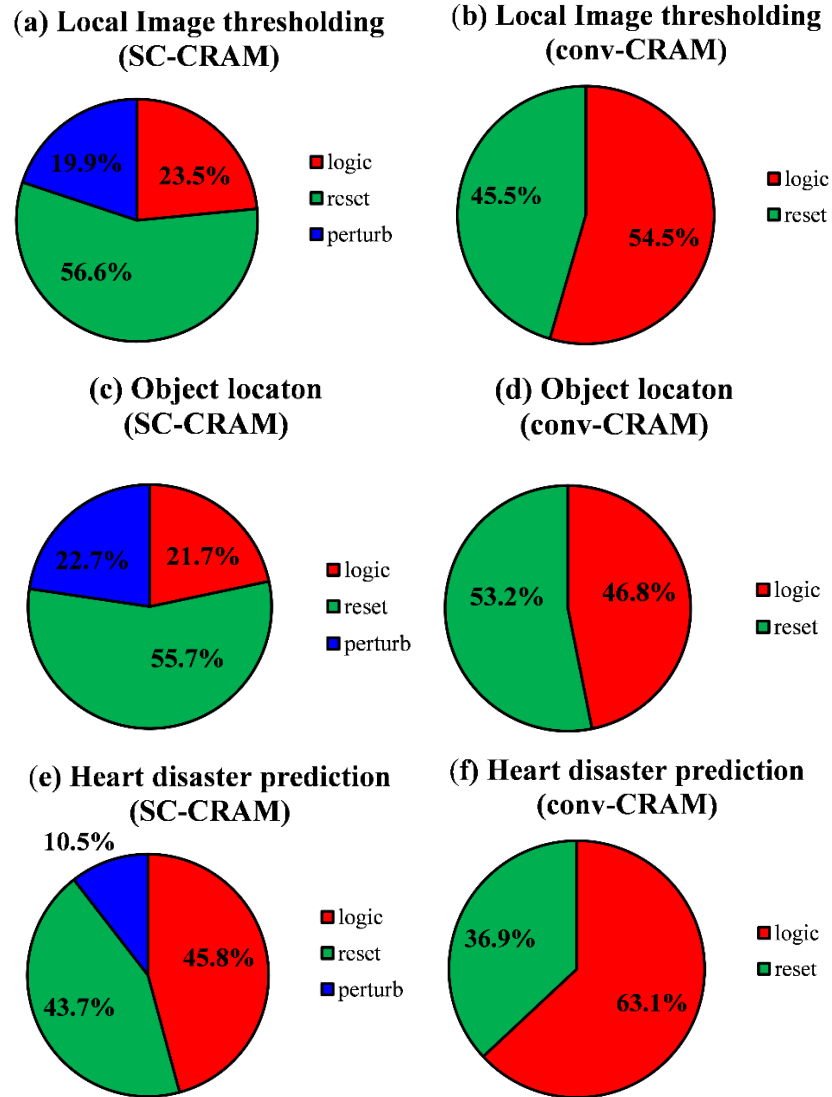 (a) Local Image thresholding
(SC-CRAM)
19.9%
23.5%
56.6%
logic
reset
perturb
(b) Local Image thresholding
(conv-CRAM)
45.5%
54.5%
logic
reset
(c) Object locaton
(SC-CRAM)
22.7%
21.7%
55.7%
logic
reset
perturb
(d) Object locaton
(conv-CRAM)
53.2%
46.8%
logic
reset
(e) Heart disaster prediction
(SC-CRAM)
10.5%
45.8%
43.7%
logic
reset
perturb
(f) Heart disaster prediction
(conv-CRAM)
36.9%
63.1%
logic
reset